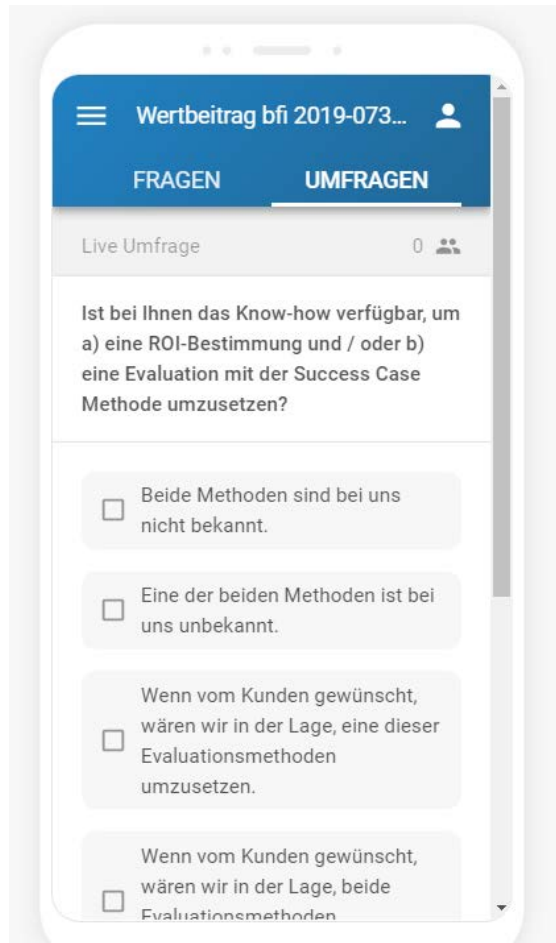 Wertbeitrag bfi 2019-073...
FRAGEN UMFRAGEN
Live Umfrage 0
Ist bei Ihnen das Know-how verfügbar, um
a) eine ROI-Bestimmung und / oder b)
eine Evaluation mit der Success Case
Methode umzusetzen?
Beide Methoden sind bei uns
nicht bekannt.
Eine der beiden Methoden ist bei
uns unbekannt.
Wenn vom Kunden gewünscht,
wären wir in der Lage, eine dieser
Evaluationsmethoden
umzusetzen.
Wenn vom Kunden gewünscht,
wären wir in der Lage, beide
Evaluationsmethoden